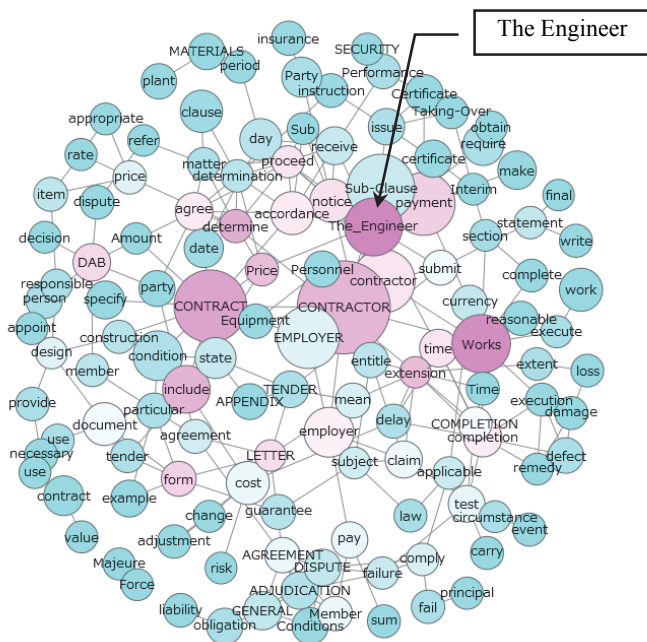 The Engineer
insurance
MATERIALS
SECURITY
period
Party
Performance
plant
instruction
Certificate
clause
Taking-Over
appropriate
Sub
issue
obtain
day
require
refer
receive
rate
matter
proceed
certificate
make
price
determination
Sub-Clause
item
notice
Interim
payment
final
dispute
agree
accordance
statement
determine
The_Engineer
write
decision
Amount
section
DAB
date
submit
Price
Personnel
contractor
complete
responsible
party
currency
person
specify
CONTRACT
CONTRACTOR
work
Equipment
reasonable
appoint
construction
EMPLOYER
execute
design
condition
state
time
Works
entitle
member
extension
extent
loss
include
TENDER
Time
mean
APPENDIX
execution
provide
particular
damage
document
delay
COMPLETION
use
agreement
employer
completion
necessary
LETTER
defect
tender
subject
claim
remedy
use
form
cost
applicable
contract
example
test
guarantee
circumstance
change
law
event
value
adjustment
pay
carry
Majeure
risk
AGREEMENT
comply
DISPUTE
Force
failure
ADJUDICATION
principal
liability
Member
fail
GENERAL
obligation
Conditions
sum